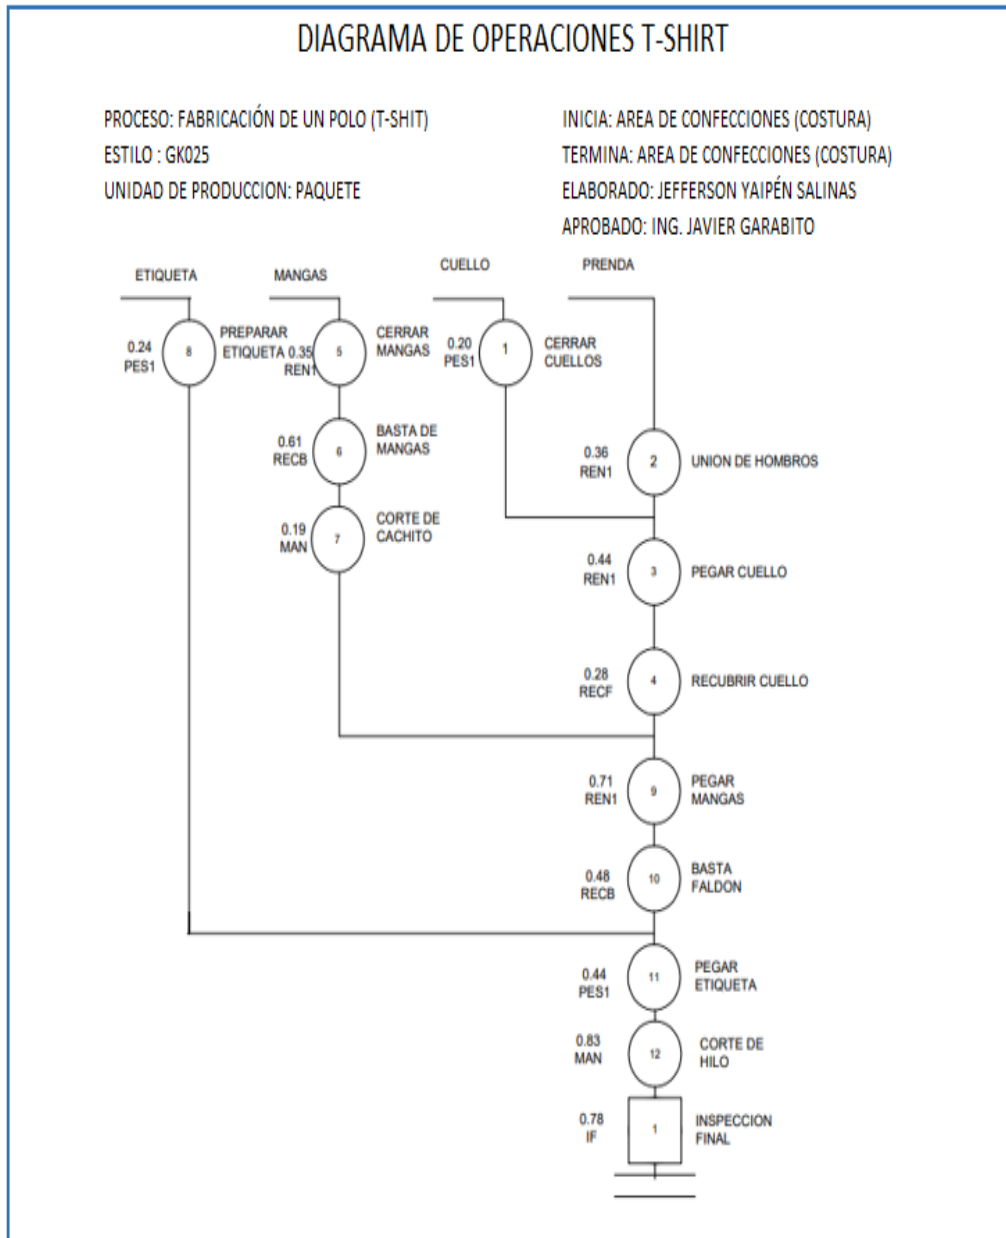 DIAGRAMA DE OPERACIONES T-SHIRT
PROCESO: FABRICACIÓN DE UN POLO (T-SHIT)
ESTILO : GK025
UNIDAD DE PRODUCCION: PAQUETE
INICIA: AREA DE CONFECCIONES (COSTURA)
TERMINA: AREA DE CONFECCIONES (COSTURA)
ELABORADO: JEFFERSON YAIPÉN SALINAS
APROBADO: ING. JAVIER GARABITO
ETIQUETA
MANGAS
CUELLO
PRENDA
0.24
PES1
8
PREPARAR
ETIQUETA
0.35
REN1
5
CERRAR
MANGAS
0.20
PES1
1
CERRAR
CUELLOS
0.61
RECB
6
BASTA DE
MANGAS
0.36
REN1
2
UNION DE HOMBROS
0.19
MAN
7
CORTE DE
CACHITO
0.44
REN1
3
PEGAR CUELLO
0.28
RECF
4
RECUBRIR CUELLO
0.71
REN1
9
PEGAR
MANGAS
0.48
RECB
10
BASTA
FALDON
0.44
PES1
11
PEGAR
ETIQUETA
0.83
MAN
12
CORTE DE
HILO
0.78
IF
1
INSPECCION
FINAL